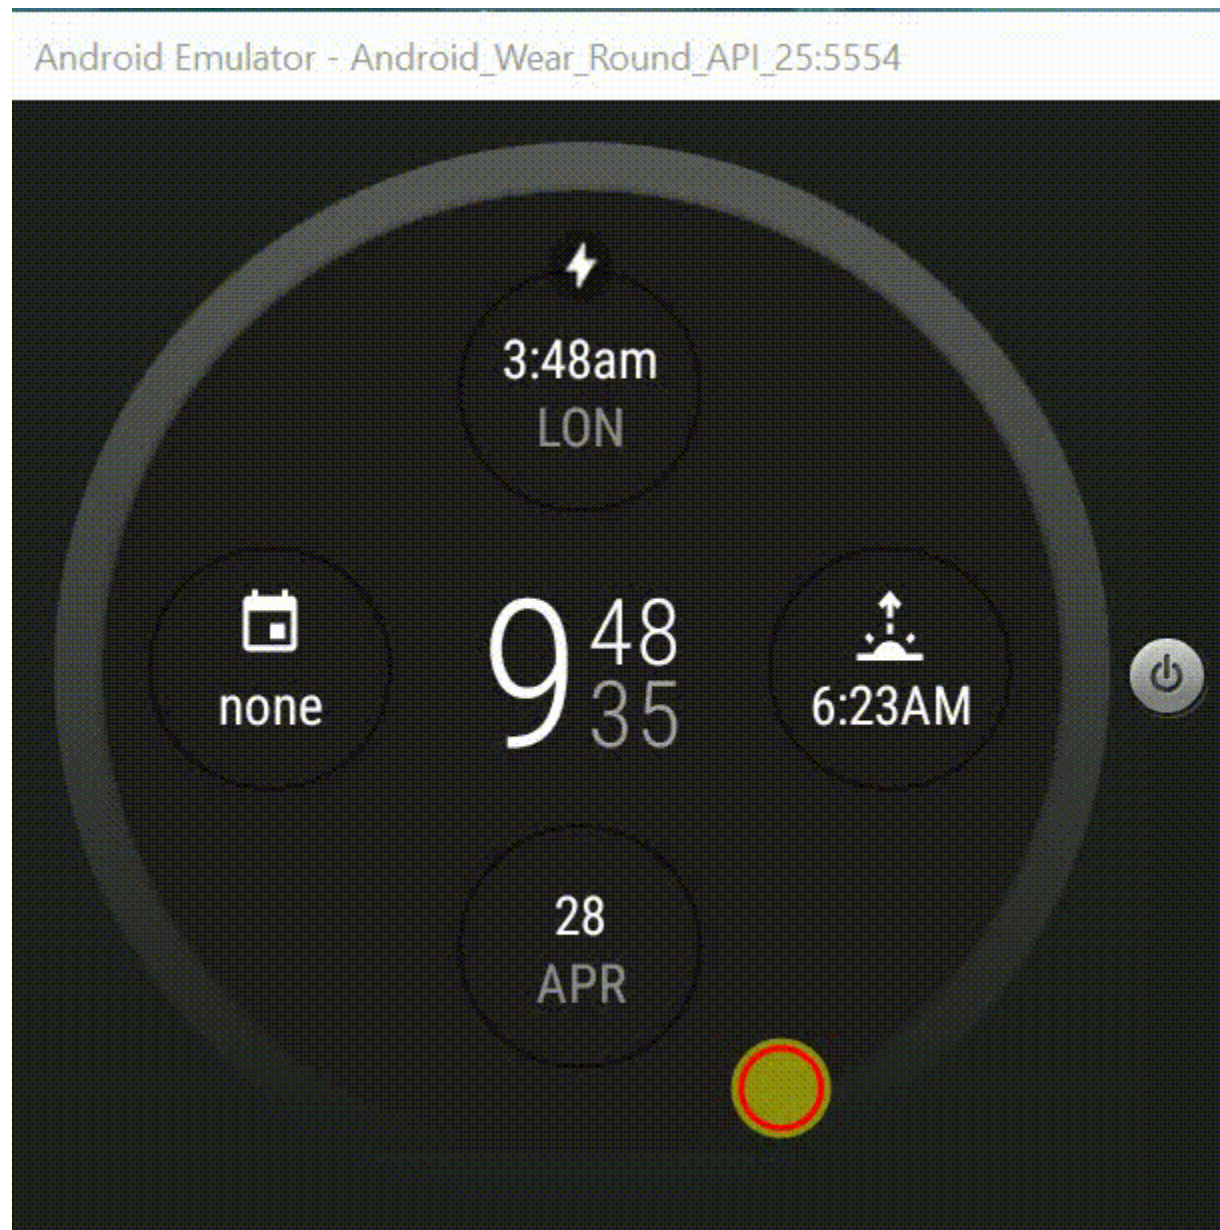 Android Emulator - Android_Wear_Round_API_25:5554
3:48am
LON
none
9 48
35
6:23AM
28
APR